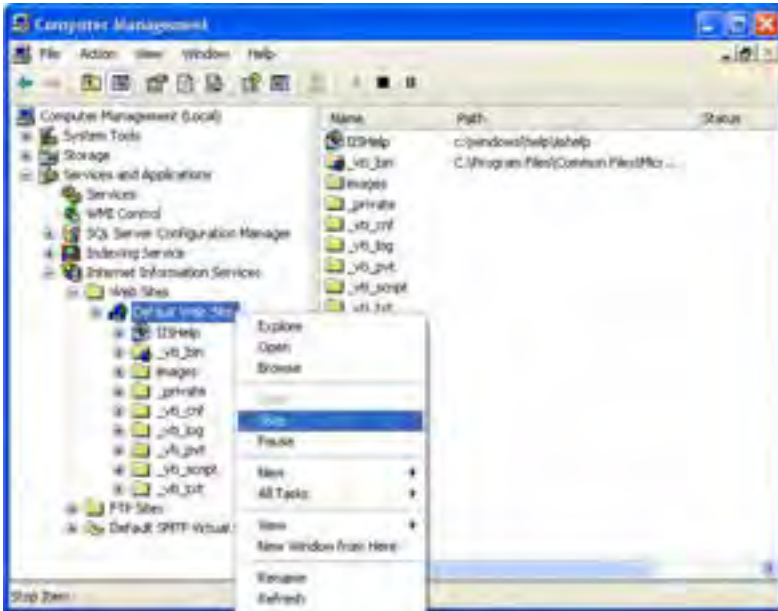 Computer Management
File Action View Window Help
Computer Management (Local)
System Tools
Storage
Services and Applications
Services
WMI Control
SQL Server Configuration Manager
Indexing Service
Internet Information Services
Web Sites
Default Web Site
IISHelp
_vti_bin
images
_private
_vti_cnf
_vti_log
_vti_pvt
_vti_script
_vti_txt
FTP Sites
Default SMTP Virtual
Name Path Status
IISHelp c:\windows\help\iishelp
_vti_bin C:\Program Files\Common Files\Micr...
images
_private
_vti_cnf
_vti_log
_vti_pvt
_vti_script
_vti_txt
Explore
Open
Browse
Start
Stop
Pause
New
All Tasks
View
New Window from Here
Rename
Refresh
Stop Item